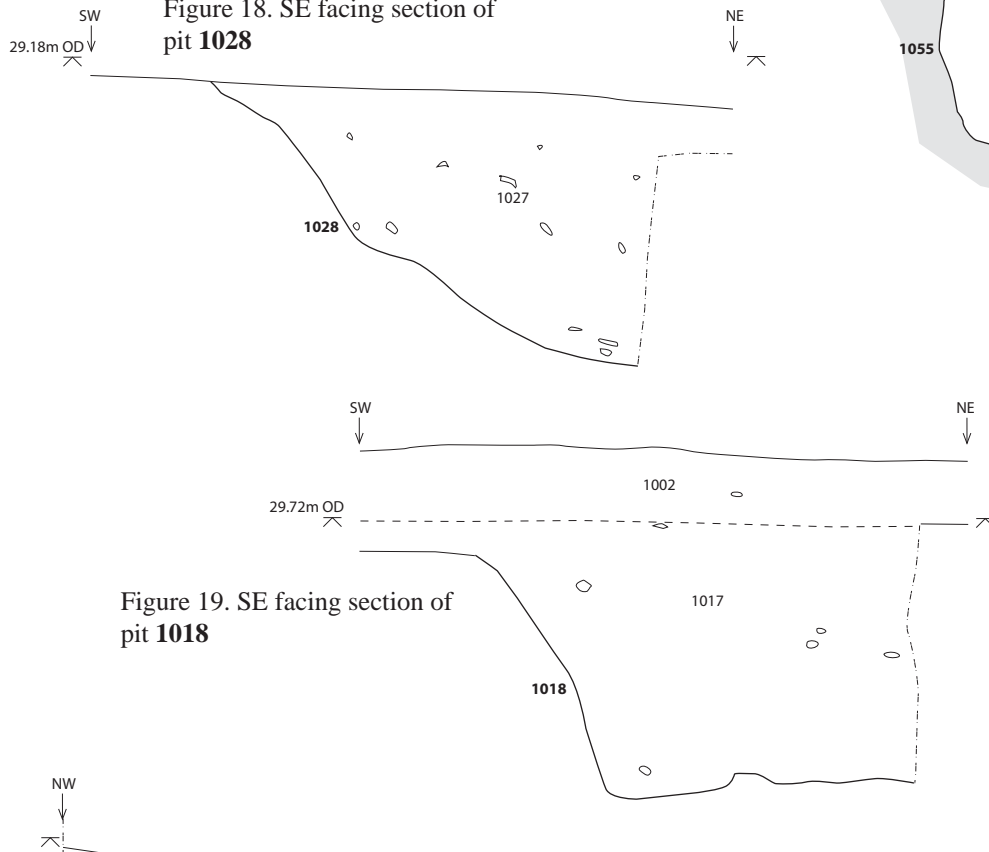 Figure 18. SE facing section of
pit 1028
SW
NE
29.18m OD
1055
1027
1028
SW
NE
1002
29.72m OD
Figure 19. SE facing section of
pit 1018
1017
1018
NW